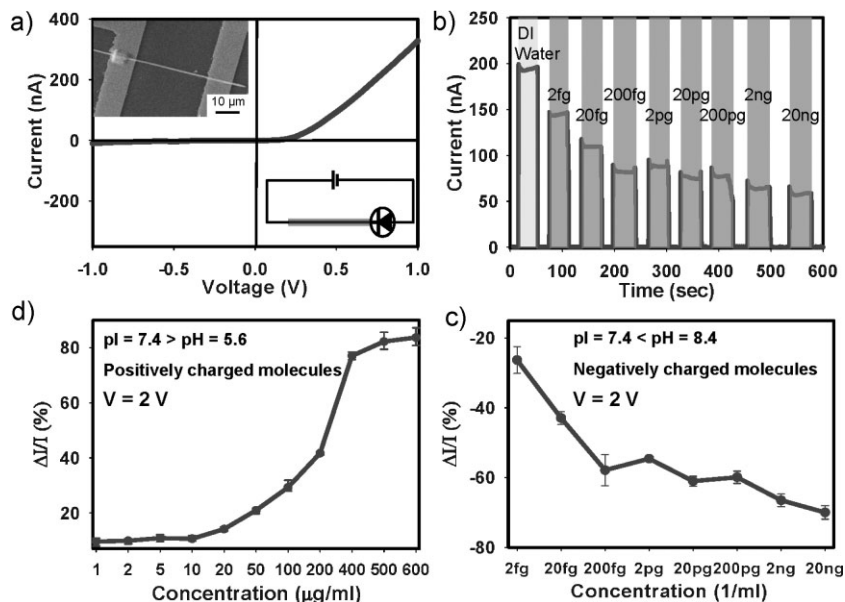 a)
400
200
0
-200
Current (nA)
10 µm
-1.0 -0.5 0.0 0.5 1.0
Voltage (V)
b)
250
200
150
100
50
0
Current (nA)
DI
Water
2fg 200fg 20pg 2ng
20fg 2pg 200pg 20ng
0 100 200 300 400 500 600
Time (sec)
d)
80
60
40
20
ΔI/I (%)
pI = 7.4 > pH = 5.6
Positively charged molecules
V = 2 V
1 2 5 10 20 50 100 200 400 500 600
Concentration (µg/ml)
c)
-20
-40
-60
-80
ΔI/I (%)
pI = 7.4 < pH = 8.4
Negatively charged molecules
V = 2 V
2fg 20fg 200fg 2pg 20pg 200pg 2ng 20ng
Concentration (1/ml)